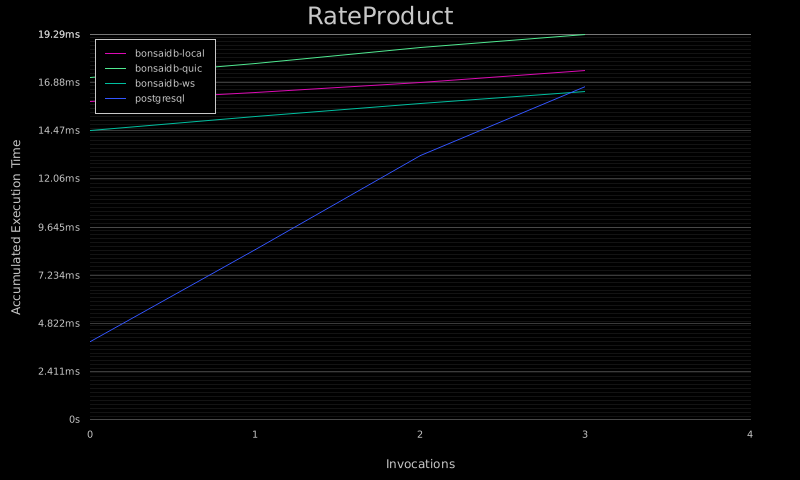 RateProduct
19.29ms
16.88ms
14.47ms
12.06ms
9.645ms
7.234ms
4.822ms
2.411ms
0s
bonsaidb-local
bonsaidb-quic
bonsaidb-ws
postgresql
Accumulated Execution Time
0 1 2 3 4
Invocations